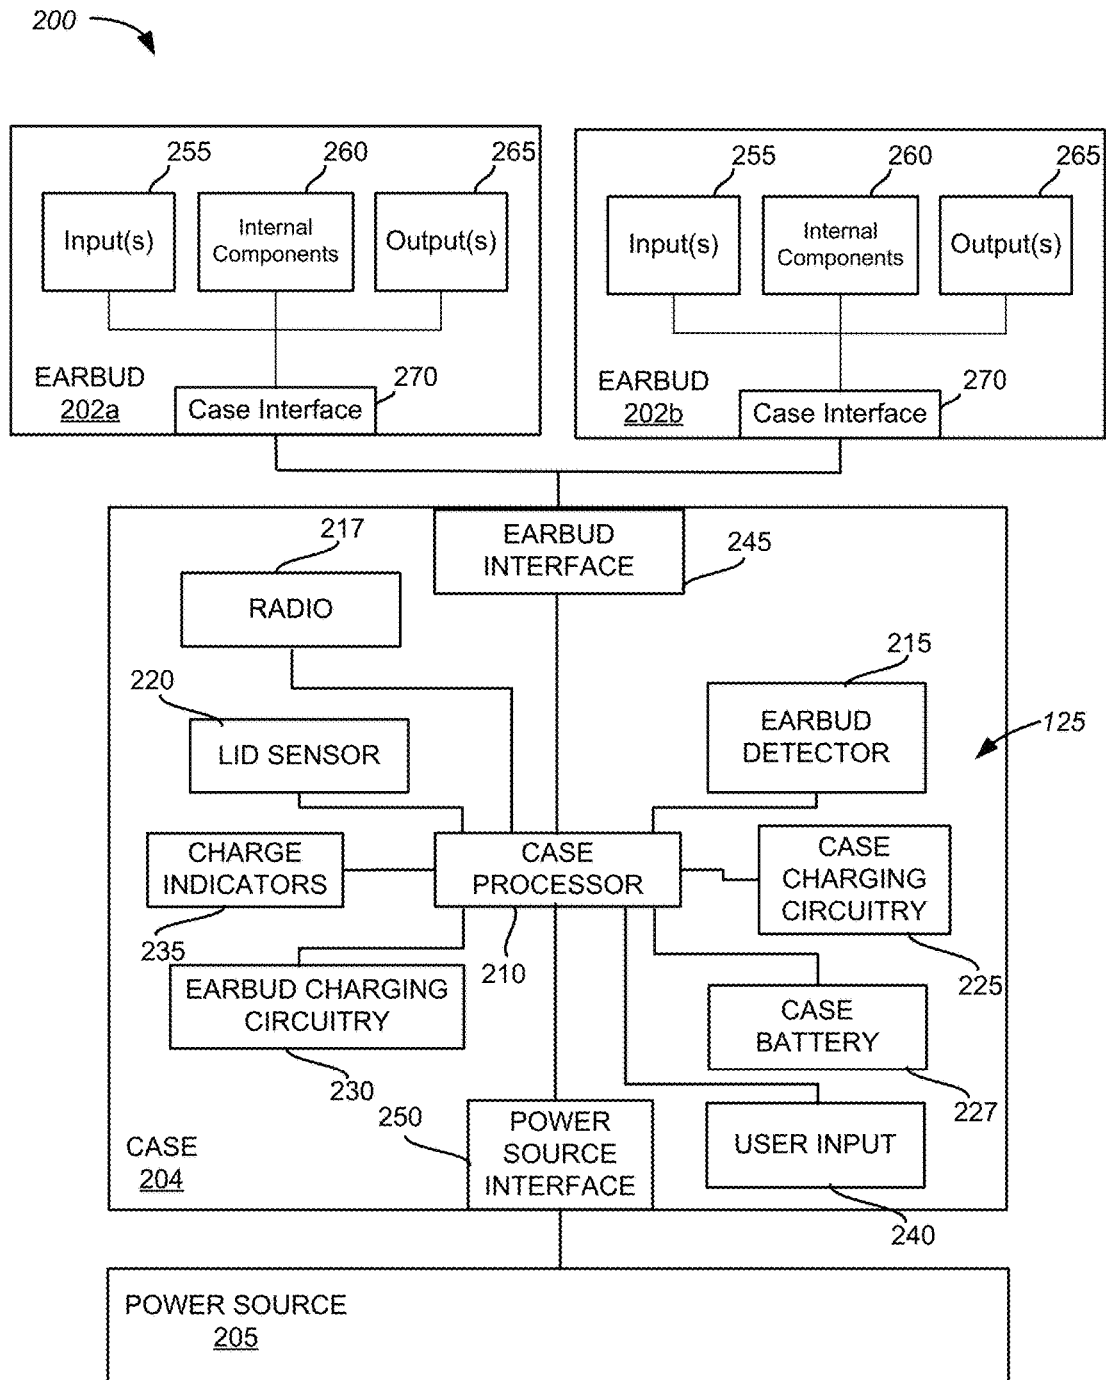 200
255
260
265
Input(s)
Internal
Components
Output(s)
EARBUD
202a
270
Case Interface
255
260
265
Input(s)
Internal
Components
Output(s)
EARBUD
202b
270
Case Interface
EARBUD
INTERFACE
245
217
RADIO
215
EARBUD
DETECTOR
125
220
LID SENSOR
CHARGE
INDICATORS
235
CASE
PROCESSOR
210
CASE
CHARGING
CIRCUITRY
225
EARBUD CHARGING
CIRCUITRY
230
CASE
BATTERY
227
250
POWER
SOURCE
INTERFACE
USER INPUT
240
CASE
204
POWER SOURCE
205